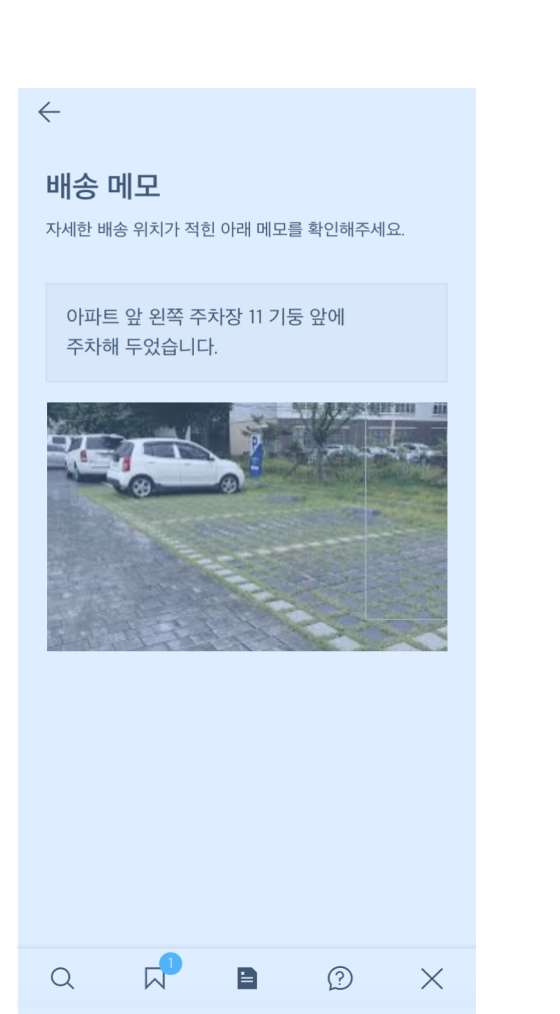 배송 메모
자세한 배송 위치가 적힌 아래 메모를 확인해주세요.
아파트 앞 왼쪽 주차장 11 기둥 앞에
주차해 두었습니다.
P
1